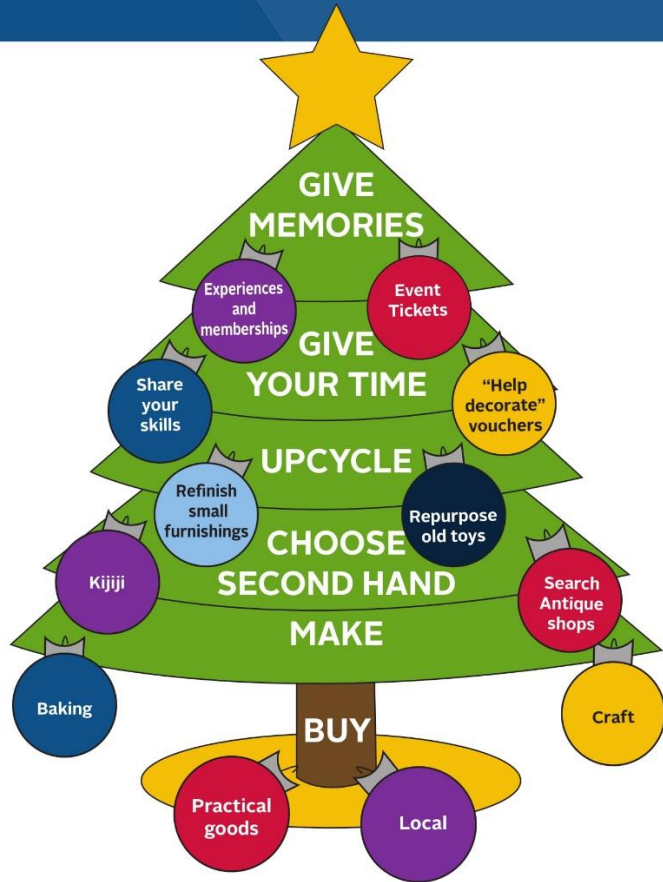 GIVE
MEMORIES
Experiences
and
memberships
Event
Tickets
GIVE
YOUR TIME
Share
your
skills
“Help
decorate”
vouchers
UPCYCLE
Refinish
small
furnishings
Repurpose
old toys
CHOOSE
SECOND HAND
Kijiji
Search
Antique
shops
MAKE
Baking
Craft
BUY
Practical
goods
Local